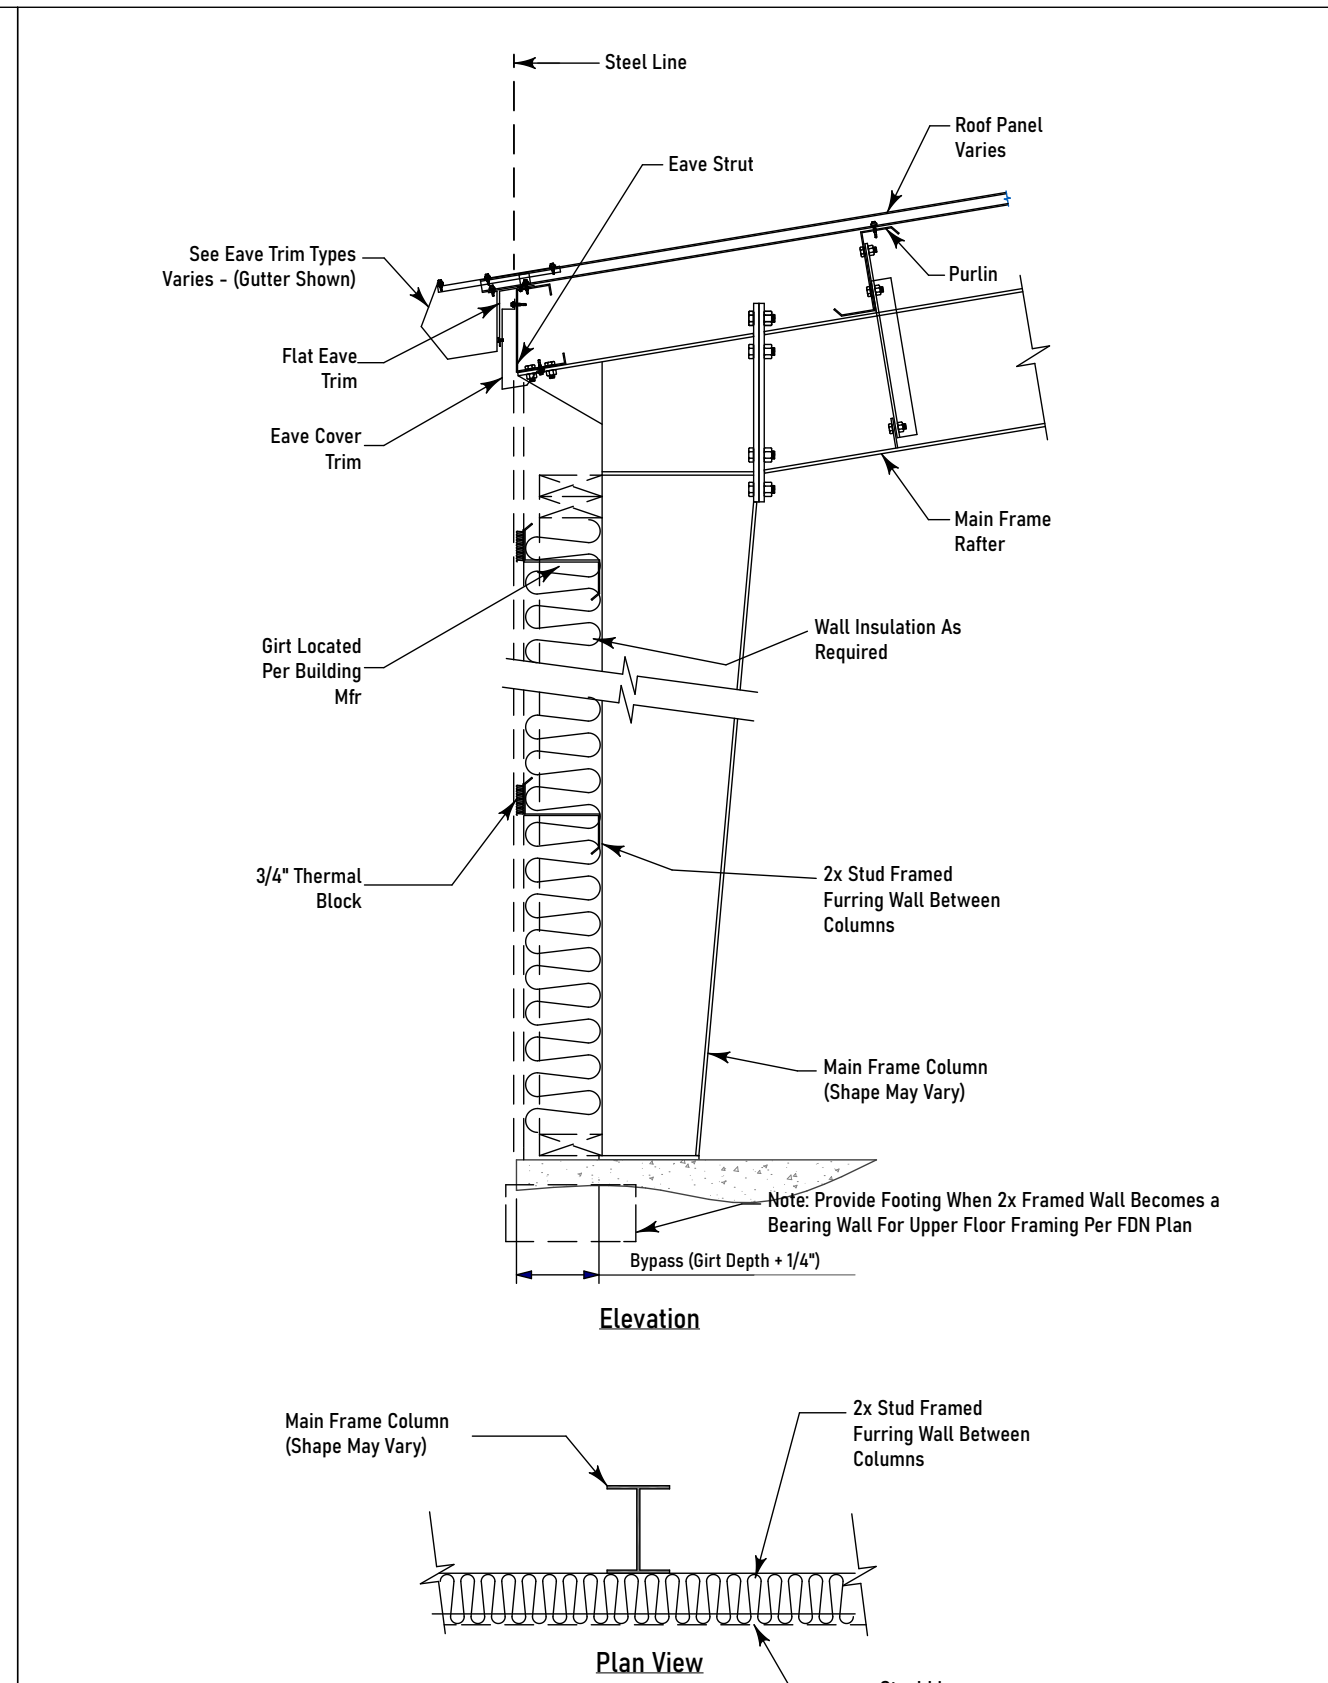 Steel Line
Roof Panel
Varies
Eave Strut
See Eave Trim Types
Varies - (Gutter Shown)
Purlin
Flat Eave
Trim
Eave Cover
Trim
Main Frame
Rafter
Wall Insulation As
Required
Girt Located
Per Building
Mfr
3/4" Thermal
Block
2x Stud Framed
Furring Wall Between
Columns
Main Frame Column
(Shape May Vary)
Note: Provide Footing When 2x Framed Wall Becomes a
Bearing Wall For Upper Floor Framing Per FDN Plan
Bypass (Girt Depth + 1/4")
Elevation
Main Frame Column
(Shape May Vary)
2x Stud Framed
Furring Wall Between
Columns
Plan View